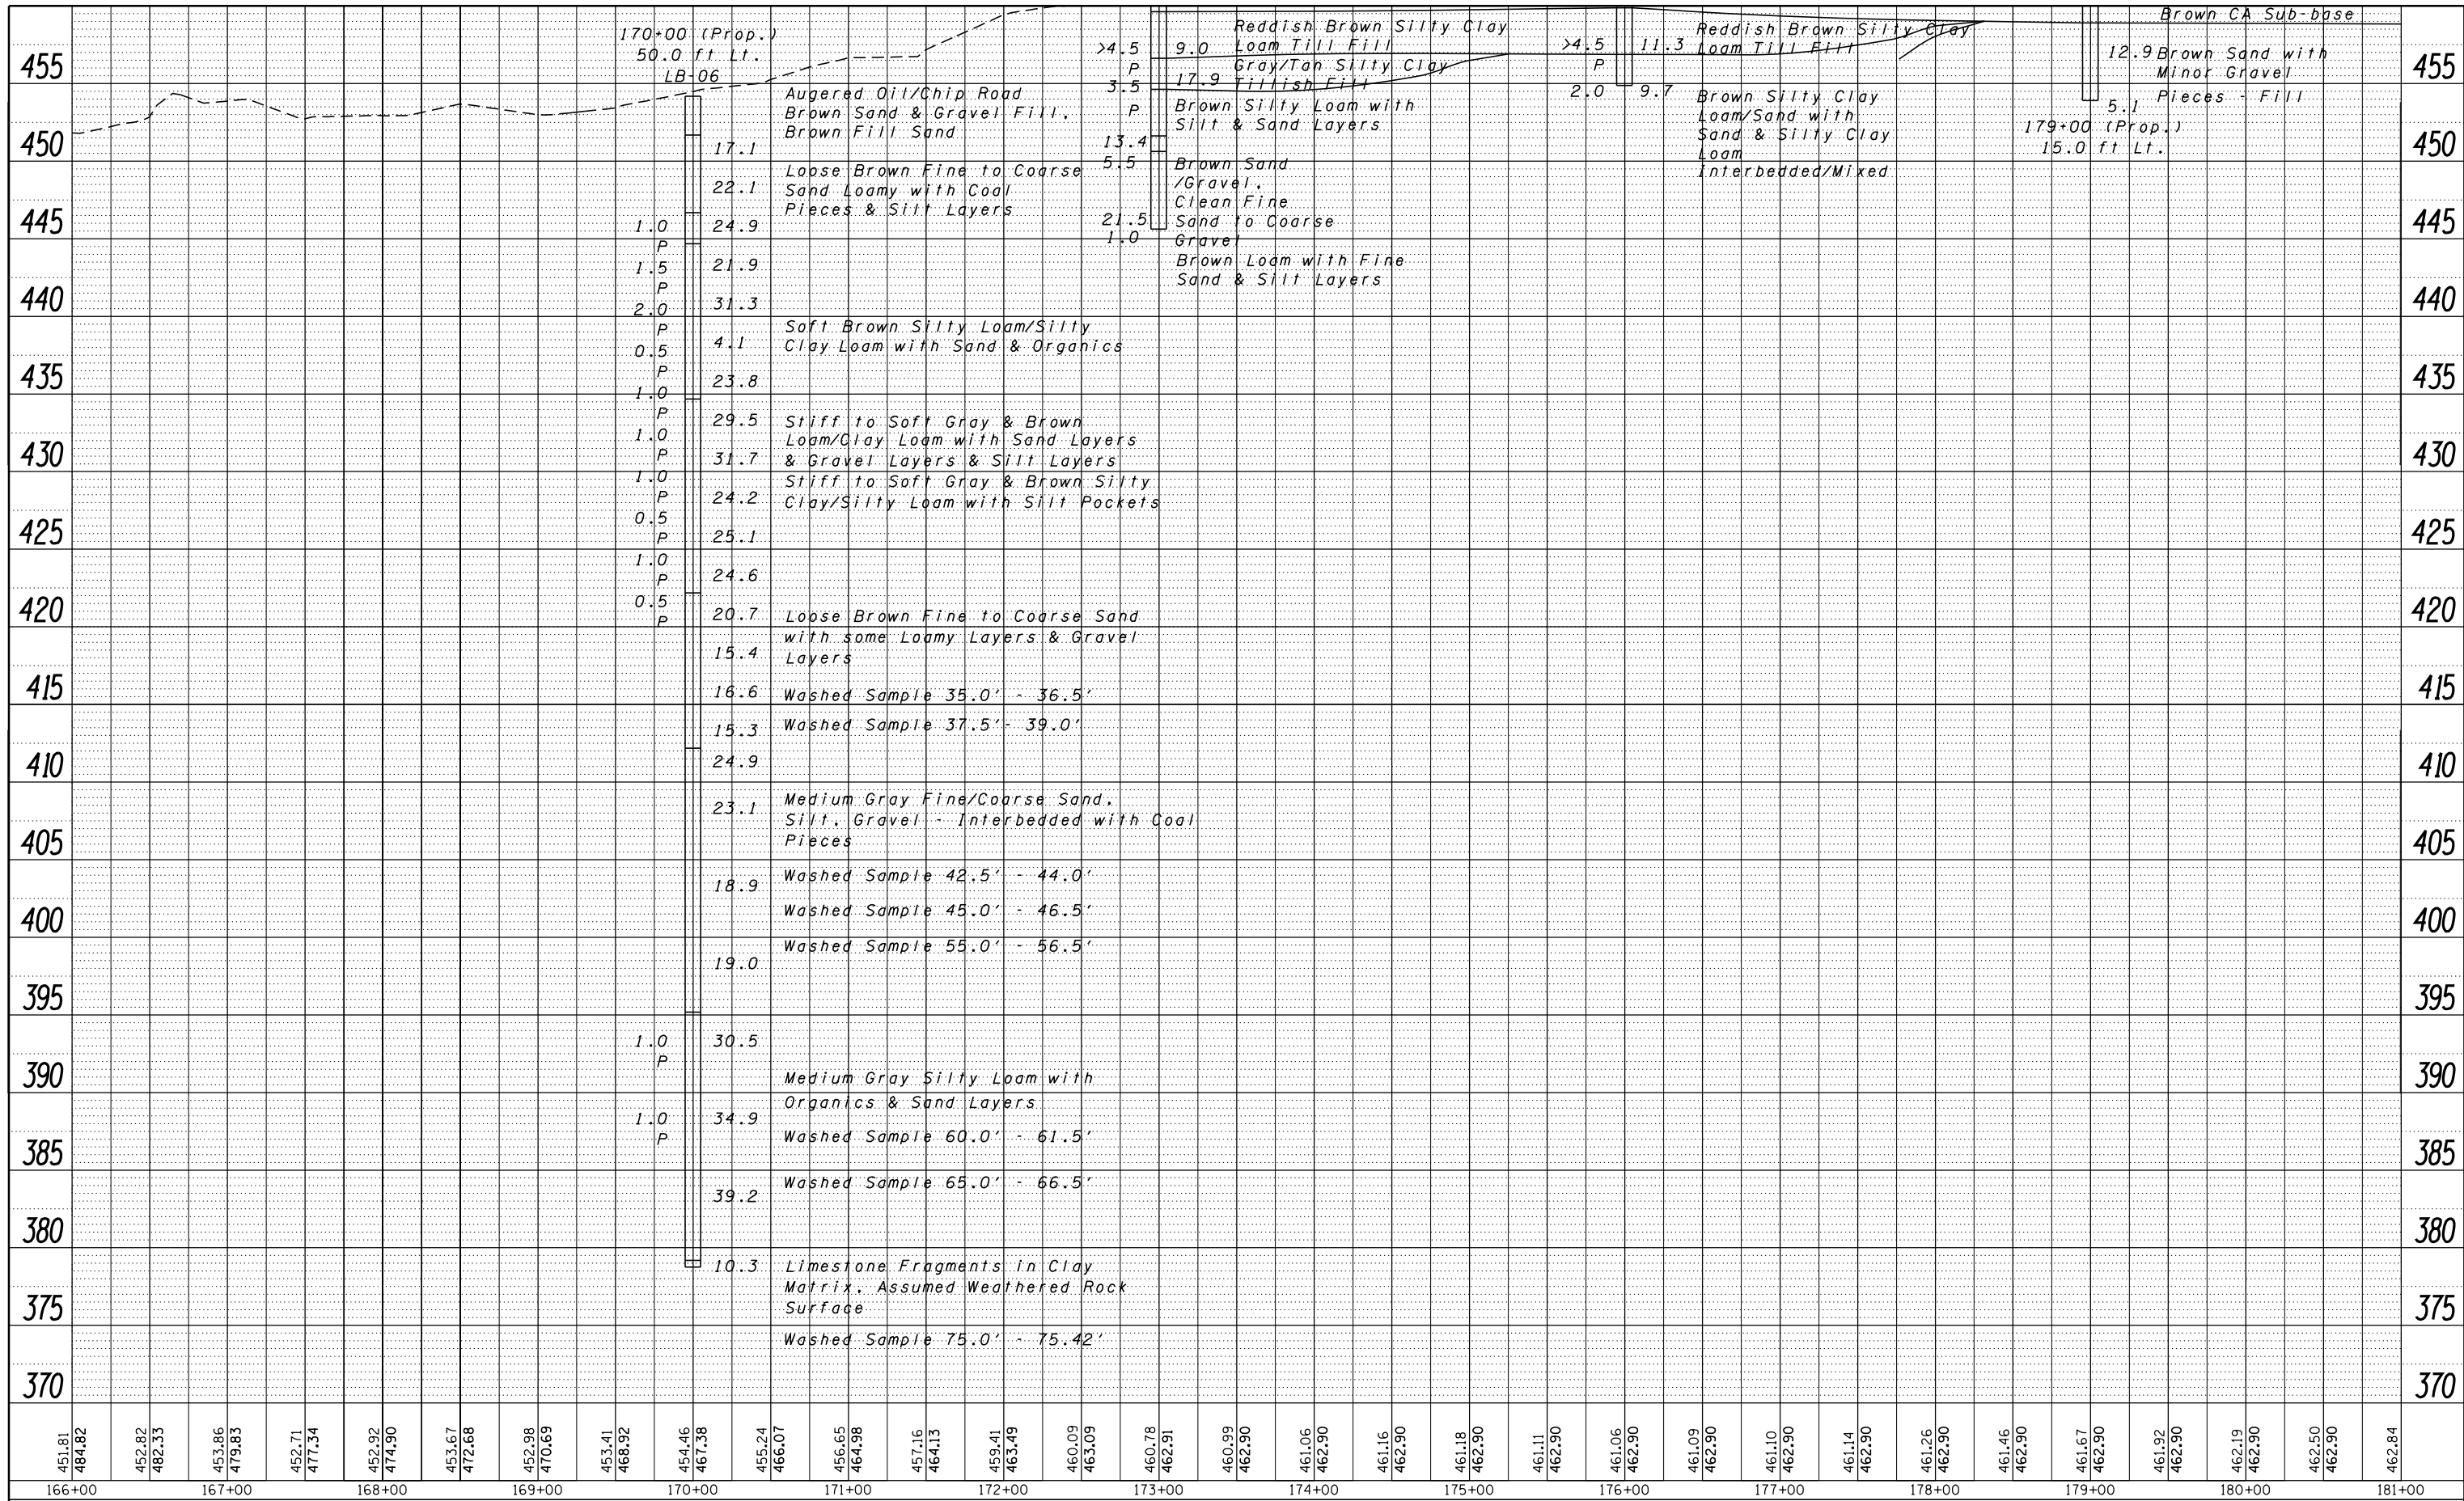 170+00 (Prop.)
50.0 ft Lt.
LB-06
Augered Oil/Chip Road
Brown Sand & Gravel Fill,
Brown Fill Sand
Loose Brown Fine to Coarse
Sand Loamy with Coal
Pieces & Silt Layers
Soft Brown Silty Loam/Silty
Clay Loam with Sand & Organics
Stiff to Soft Gray & Brown
Loam/Clay Loam with Sand Layers
& Gravel Layers & Silt Layers
Stiff to Soft Gray & Brown Silty
Clay/Silty Loam with Silt Pockets
Loose Brown Fine to Coarse Sand
with some Loamy Layers & Gravel
Layers
Washed Sample 35.0' - 36.5'
Washed Sample 37.5'- 39.0'
Medium Gray Fine/Coarse Sand,
Silt, Gravel - Interbedded with Coal
Pieces
Washed Sample 42.5' - 44.0'
Washed Sample 45.0' - 46.5'
Washed Sample 55.0' - 56.5'
Medium Gray Silty Loam with
Organics & Sand Layers
Washed Sample 60.0' - 61.5'
Washed Sample 65.0' - 66.5'
Limestone Fragments in Clay
Matrix, Assumed Weathered Rock
Surface
Washed Sample 75.0' - 75.42'
17.1
22.1
1.0 24.9
P
1.5 21.9
P
2.0 31.3
P
0.5 4.1
P
1.0 23.8
P
1.0 29.5
P
1.0 31.7
P
0.5 24.2
P
1.0 25.1
P
0.5 24.6
P
20.7
15.4
16.6
15.3
24.9
23.1
18.9
19.0
1.0 30.5
P
1.0 34.9
P
39.2
10.3
>4.5 9.0
P
3.5 17.9
P
13.4
5.5
21.5
1.0
Reddish Brown Silty Clay
Loam Till Fill
Gray/Tan Silty Clay
Tillish Fill
Brown Silty Loam with
Silt & Sand Layers
Brown Sand
/Gravel,
Clean Fine
Sand to Coarse
Gravel
Brown Loam with Fine
Sand & Silt Layers
>4.5 11.3
P
2.0 9.7
Reddish Brown Silty Clay
Loam Till Fill
Brown Silty Clay
Loam/Sand with
Sand & Silty Clay
Loam
Interbedded/Mixed
Brown CA Sub-base
12.9 Brown Sand with
Minor Gravel
Pieces - Fill
5.1
179+00 (Prop.)
15.0 ft Lt.
455 455
450 450
445 445
440 440
435 435
430 430
425 425
420 420
415 415
410 410
405 405
400 400
395 395
390 390
385 385
380 380
375 375
370 370
451.81
484.82
452.82
482.33
453.86
479.83
452.71
477.34
452.92
474.90
453.67
472.68
452.98
470.69
453.41
468.92
454.46
467.38
455.24
466.07
456.65
464.98
457.16
464.13
459.41
463.49
460.09
463.09
460.78
462.91
460.99
462.90
461.06
462.90
461.16
462.90
461.18
462.90
461.11
462.90
461.06
462.90
461.09
462.90
461.10
462.90
461.14
462.90
461.26
462.90
461.46
462.90
461.67
462.90
461.92
462.90
462.19
462.90
462.50
462.90
462.84
166+00 167+00 168+00 169+00 170+00 171+00 172+00 173+00 174+00 175+00 176+00 177+00 178+00 179+00 180+00 181+00